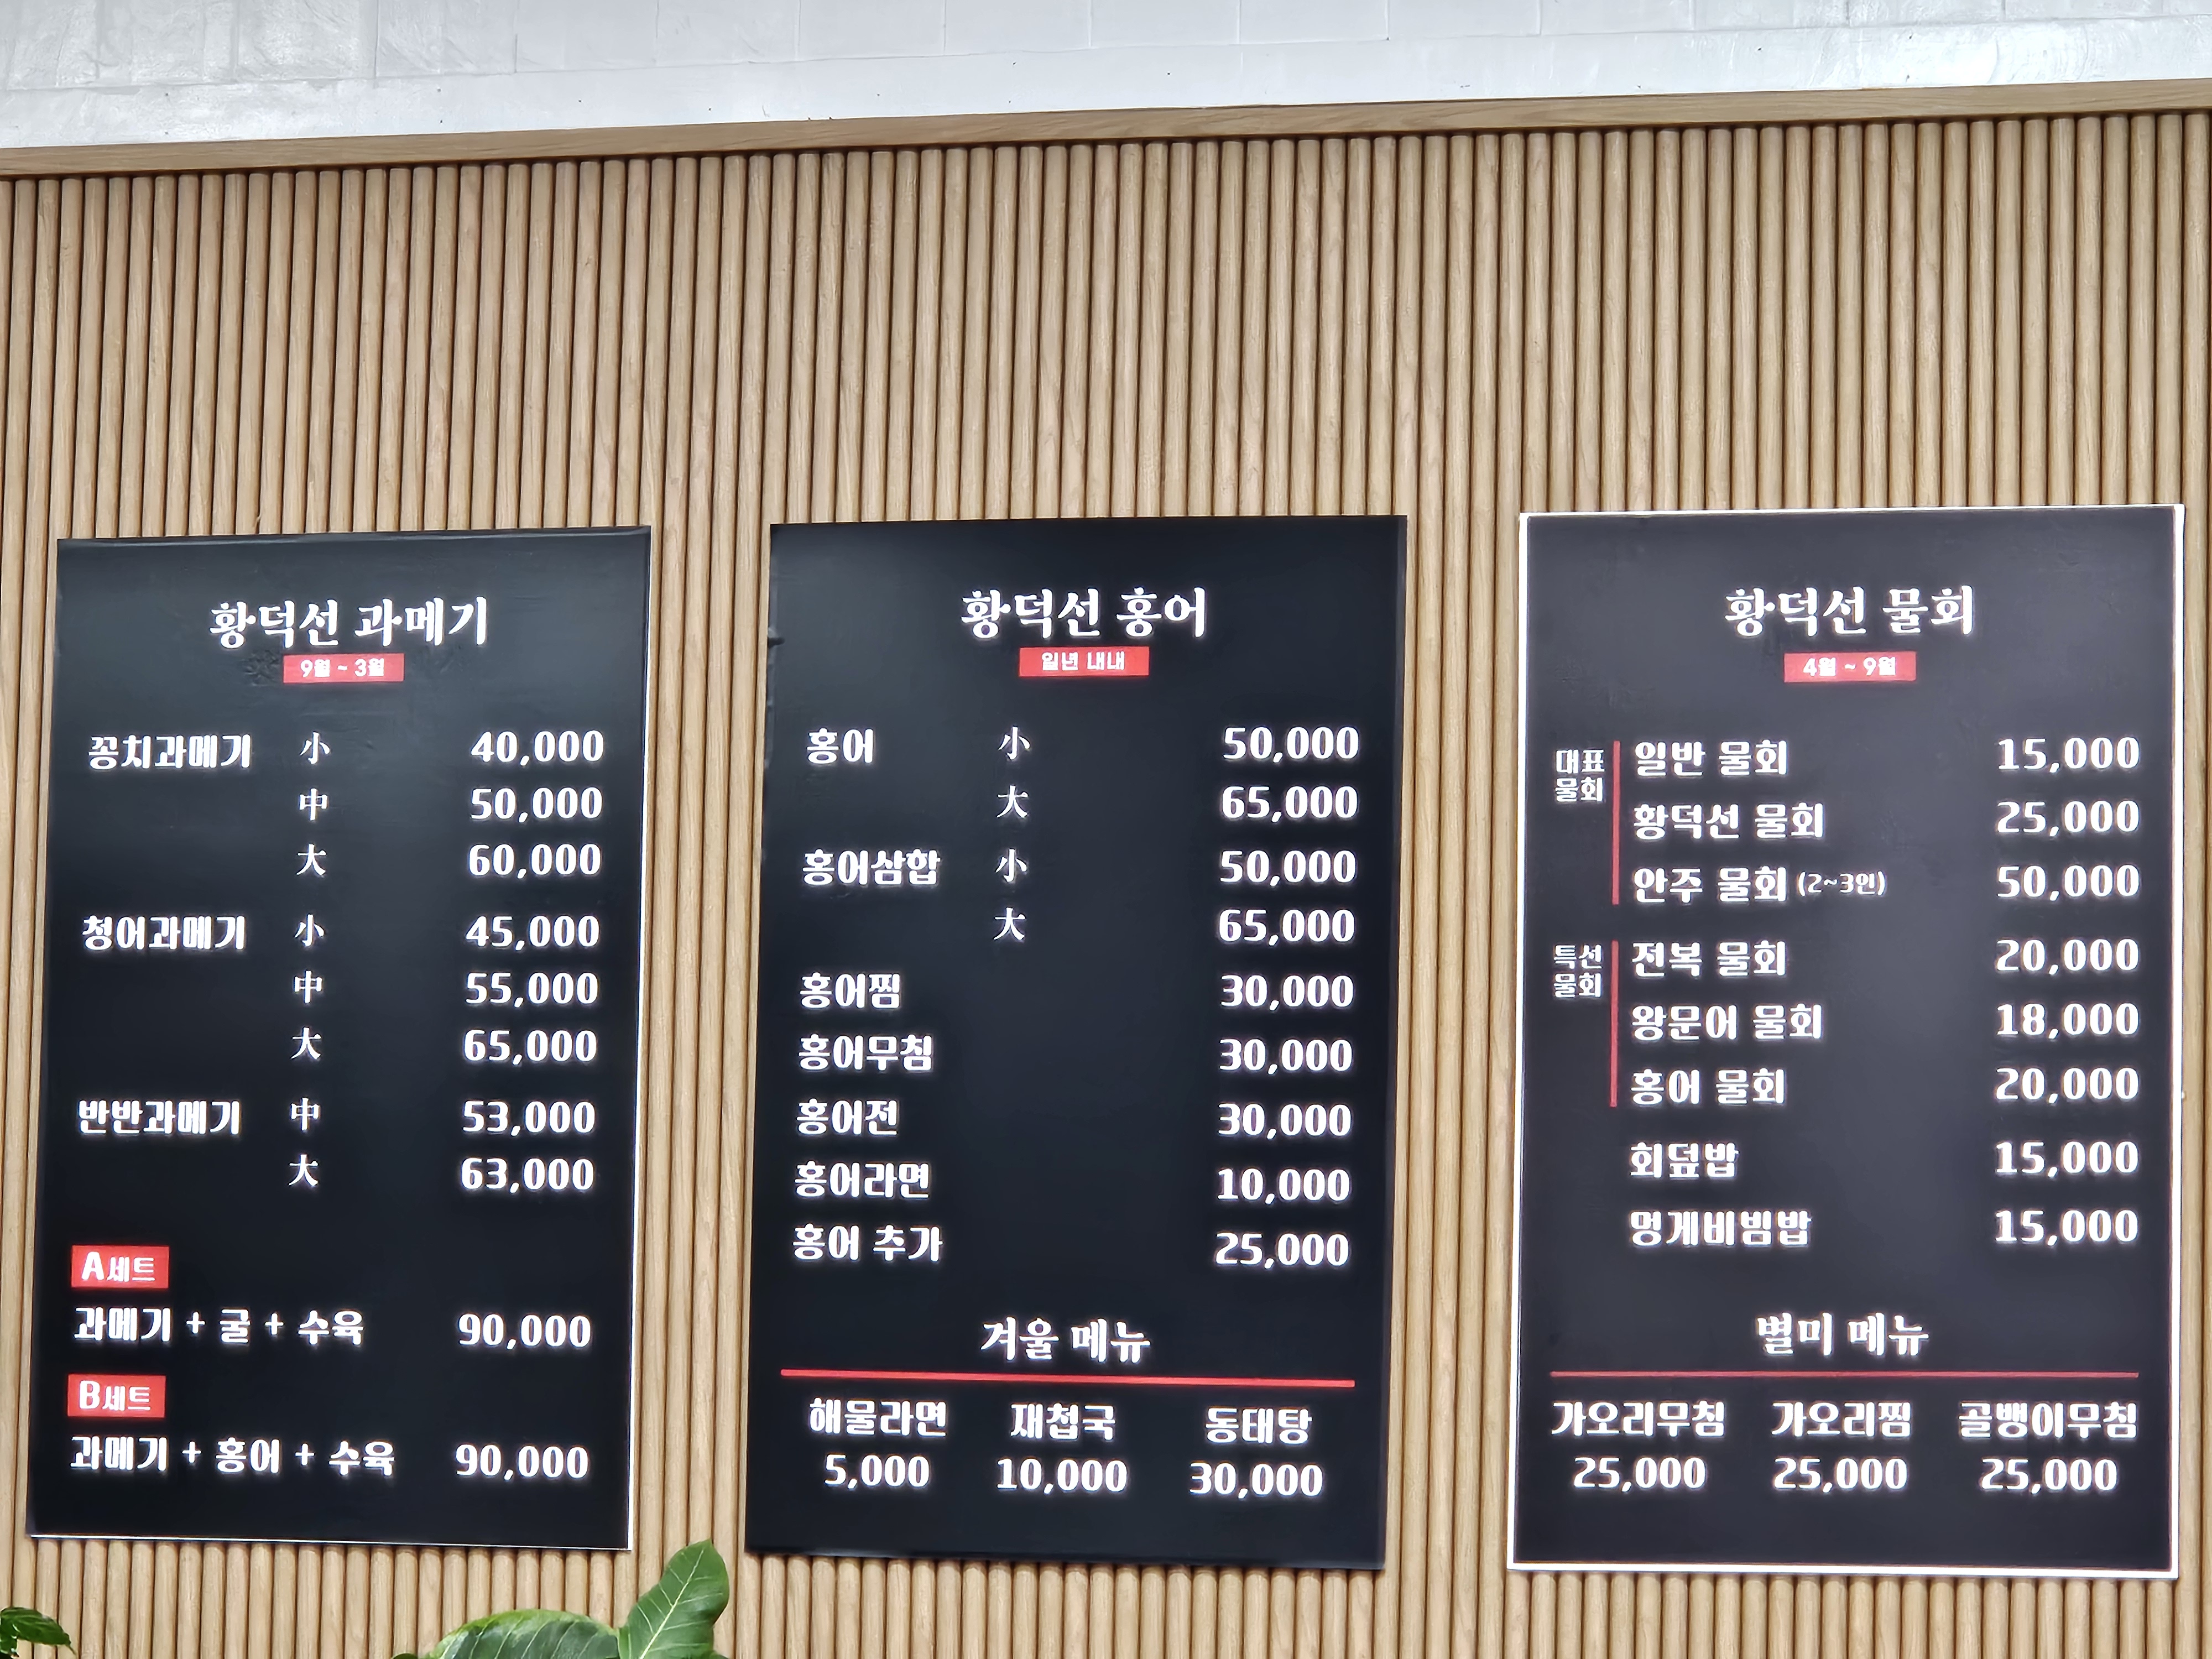 황덕선 과메기
9월 ~ 3월
꽁치과메기 小 40,000
中 50,000
大 60,000
청어과메기 小 45,000
中 55,000
大 65,000
반반과메기 中 53,000
大 63,000
A세트
과메기 + 굴 + 수육 90,000
B세트
과메기 + 홍어 + 수육 90,000
황덕선 홍어
일년 내내
홍어 小 50,000
大 65,000
홍어삼합 小 50,000
大 65,000
홍어찜 30,000
홍어무침 30,000
홍어전 30,000
홍어라면 10,000
홍어 추가 25,000
겨울 메뉴
해물라면 재첩국 동태탕
5,000 10,000 30,000
황덕선 물회
4월 ~ 9월
대표
물회
일반 물회 15,000
황덕선 물회 25,000
안주 물회 (2~3인) 50,000
특선
물회
전복 물회 20,000
왕문어 물회 18,000
홍어 물회 20,000
회덮밥 15,000
멍게비빔밥 15,000
별미 메뉴
가오리무침 가오리찜 골뱅이무침
25,000 25,000 25,000